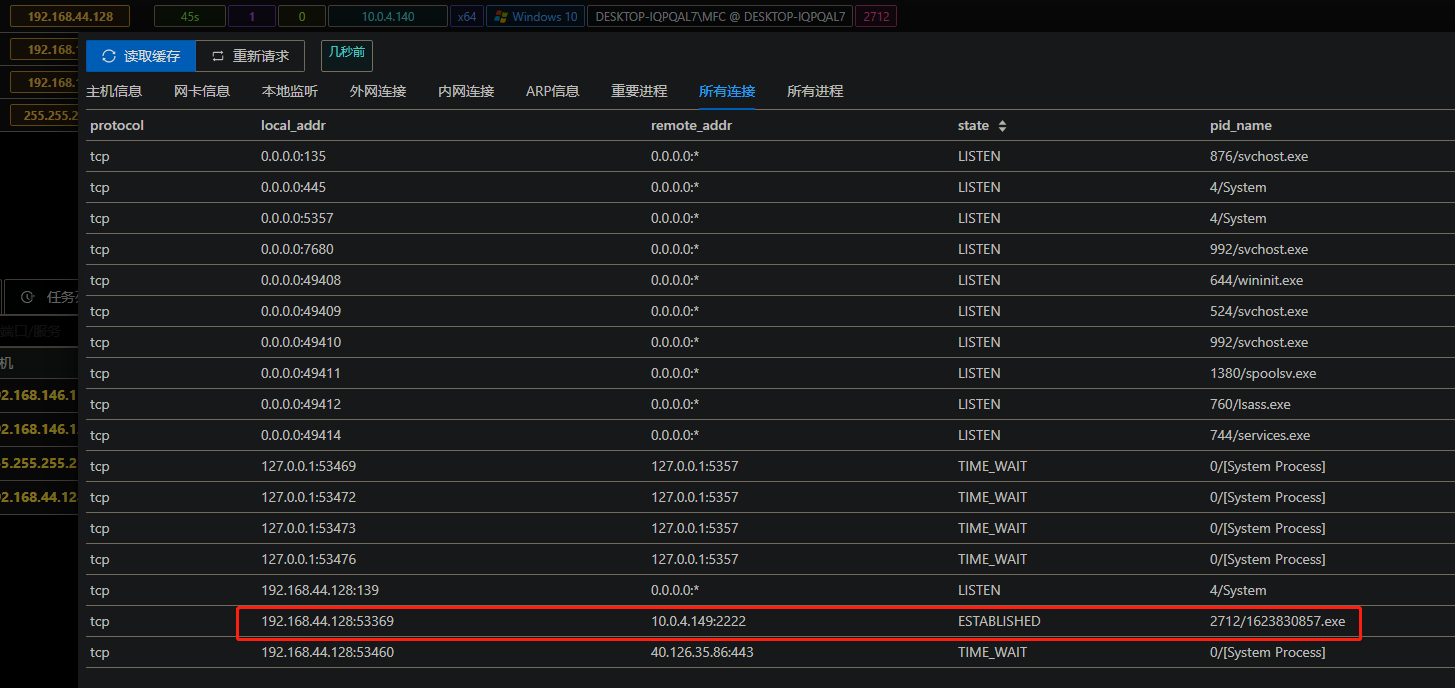 192.168.44.128 45s 1 0 10.0.4.140 x64 Windows 10 DESKTOP-IQPQAL7\MFC @ DESKTOP-IQPQAL7 2712
192.168.
192.168.
255.255.2
读取缓存 重新请求 几秒前
主机信息 网卡信息 本地监听 外网连接 内网连接 ARP信息 重要进程 所有连接 所有进程
protocol local_addr remote_addr state pid_name
tcp 0.0.0.0:135 0.0.0.0:* LISTEN 876/svchost.exe
tcp 0.0.0.0:445 0.0.0.0:* LISTEN 4/System
tcp 0.0.0.0:5357 0.0.0.0:* LISTEN 4/System
tcp 0.0.0.0:7680 0.0.0.0:* LISTEN 992/svchost.exe
tcp 0.0.0.0:49408 0.0.0.0:* LISTEN 644/wininit.exe
tcp 0.0.0.0:49409 0.0.0.0:* LISTEN 524/svchost.exe
tcp 0.0.0.0:49410 0.0.0.0:* LISTEN 992/svchost.exe
tcp 0.0.0.0:49411 0.0.0.0:* LISTEN 1380/spoolsv.exe
tcp 0.0.0.0:49412 0.0.0.0:* LISTEN 760/lsass.exe
tcp 0.0.0.0:49414 0.0.0.0:* LISTEN 744/services.exe
tcp 127.0.0.1:53469 127.0.0.1:5357 TIME_WAIT 0/[System Process]
tcp 127.0.0.1:53472 127.0.0.1:5357 TIME_WAIT 0/[System Process]
tcp 127.0.0.1:53473 127.0.0.1:5357 TIME_WAIT 0/[System Process]
tcp 127.0.0.1:53476 127.0.0.1:5357 TIME_WAIT 0/[System Process]
tcp 192.168.44.128:139 0.0.0.0:* LISTEN 4/System
tcp 192.168.44.128:53369 10.0.4.149:2222 ESTABLISHED 2712/1623830857.exe
tcp 192.168.44.128:53460 40.126.35.86:443 TIME_WAIT 0/[System Process]
任务
端口/服务
机
92.168.146.1
92.168.146.1
5.255.255.2
92.168.44.12